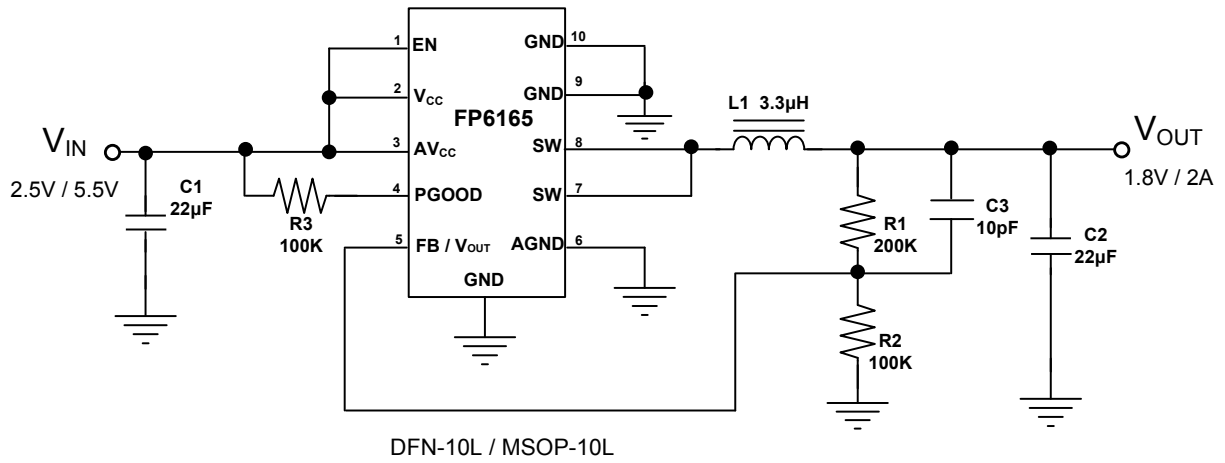 1
EN
GND
10
2
VCC
GND
9
FP6165
L1 3.3µH
VIN
2.5V / 5.5V
3
AVCC
SW
8
VOUT
1.8V / 2A
C1
22µF
4
PGOOD
SW
7
R3
100K
R1
200K
C3
10pF
C2
22µF
5
FB / VOUT
AGND
6
GND
R2
100K
DFN-10L / MSOP-10L